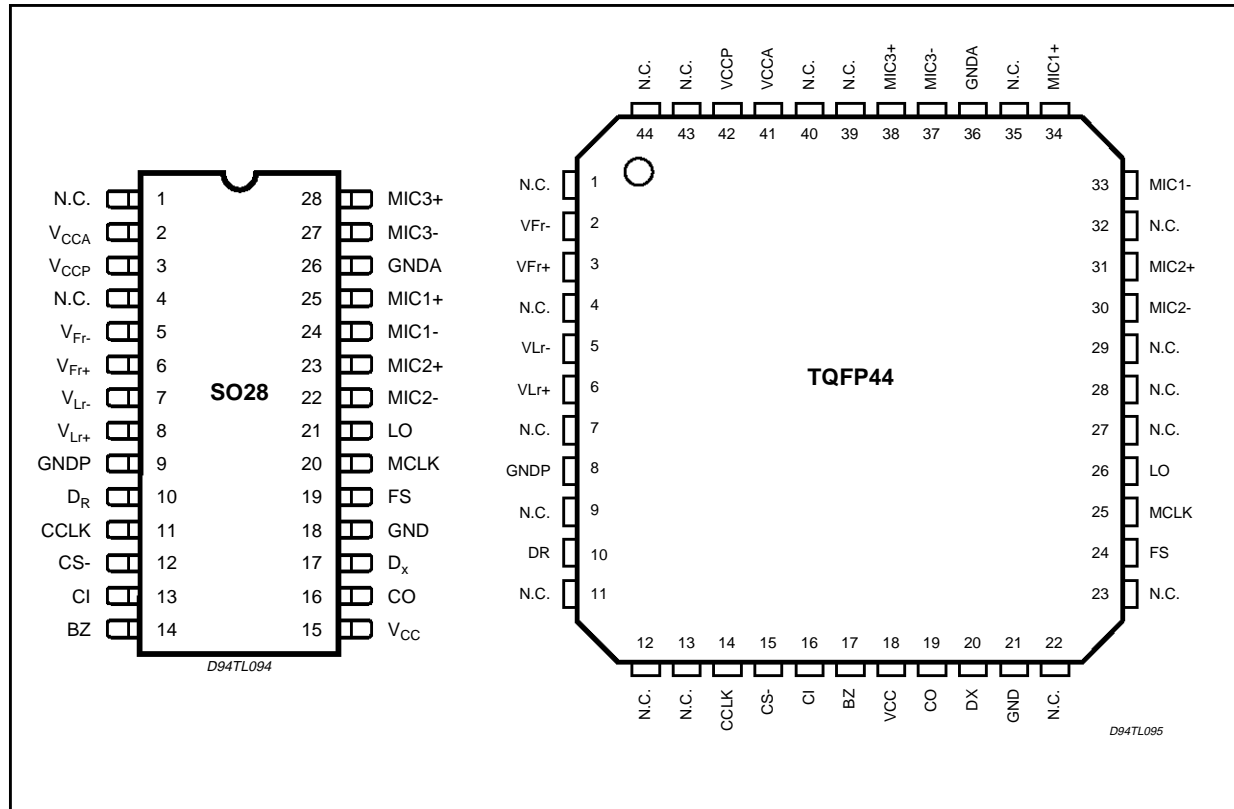 N.C. 1 28 MIC3+
VCCA 2 27 MIC3-
VCCP 3 26 GNDA
N.C. 4 25 MIC1+
VFr- 5 24 MIC1-
VFr+ 6 23 MIC2+
VLr- 7 22 MIC2-
VLr+ 8 21 LO
GNDP 9 20 MCLK
DR 10 19 FS
CCLK 11 18 GND
CS- 12 17 Dx
CI 13 16 CO
BZ 14 15 VCC
SO28
D94TL094
N.C. N.C. VCCP VCCA N.C. N.C. MIC3+ MIC3- GNDA N.C. MIC1+
44 43 42 41 40 39 38 37 36 35 34
N.C. 1 33 MIC1-
VFr- 2 32 N.C.
VFr+ 3 31 MIC2+
N.C. 4 30 MIC2-
VLr- 5 29 N.C.
TQFP44
VLr+ 6 28 N.C.
N.C. 7 27 N.C.
GNDP 8 26 LO
N.C. 9 25 MCLK
DR 10 24 FS
N.C. 11 23 N.C.
12 13 14 15 16 17 18 19 20 21 22
N.C. N.C. CCLK CS- CI BZ VCC CO DX GND N.C.
D94TL095